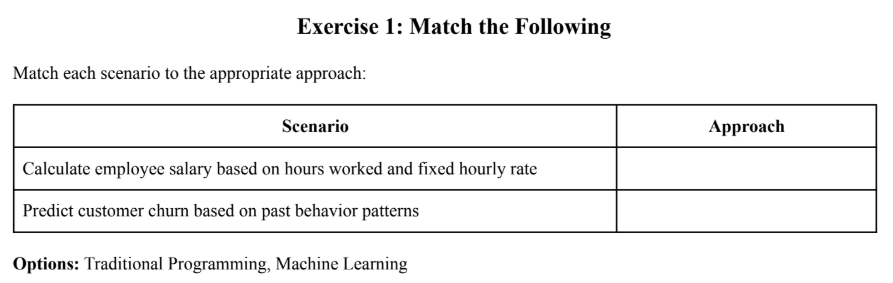 Exercise 1: Match the Following
Match each scenario to the appropriate approach:
Scenario Approach
Calculate employee salary based on hours worked and fixed hourly rate
Predict customer churn based on past behavior patterns
Options: Traditional Programming, Machine Learning